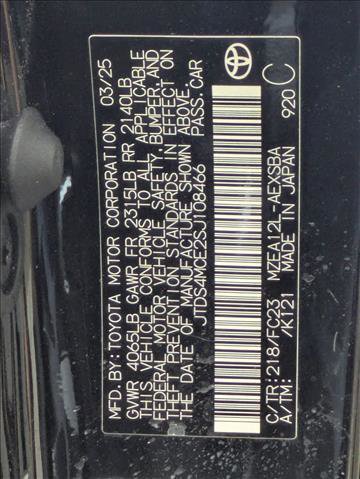 MFD.BY:TOYOTA MOTOR CORPORATION 03/25
GVWR 4065LB GAWR FR 2315LB RR 2140LB
THIS VEHICLE CONFORMS TO ALL APPLICABLE
FEDERAL MOTOR VEHICLE SAFETY, BUMPER, AND
THEFT PREVENTION STANDARDS IN EFFECT ON
THE DATE OF MANUFACTURE SHOWN ABOVE.
JTDS4MCE2SJ108466 PASS.CAR
C/TR:218/FC23 MZEA12L-AEXSBA
A/TM: /K121 MADE IN JAPAN 920 C